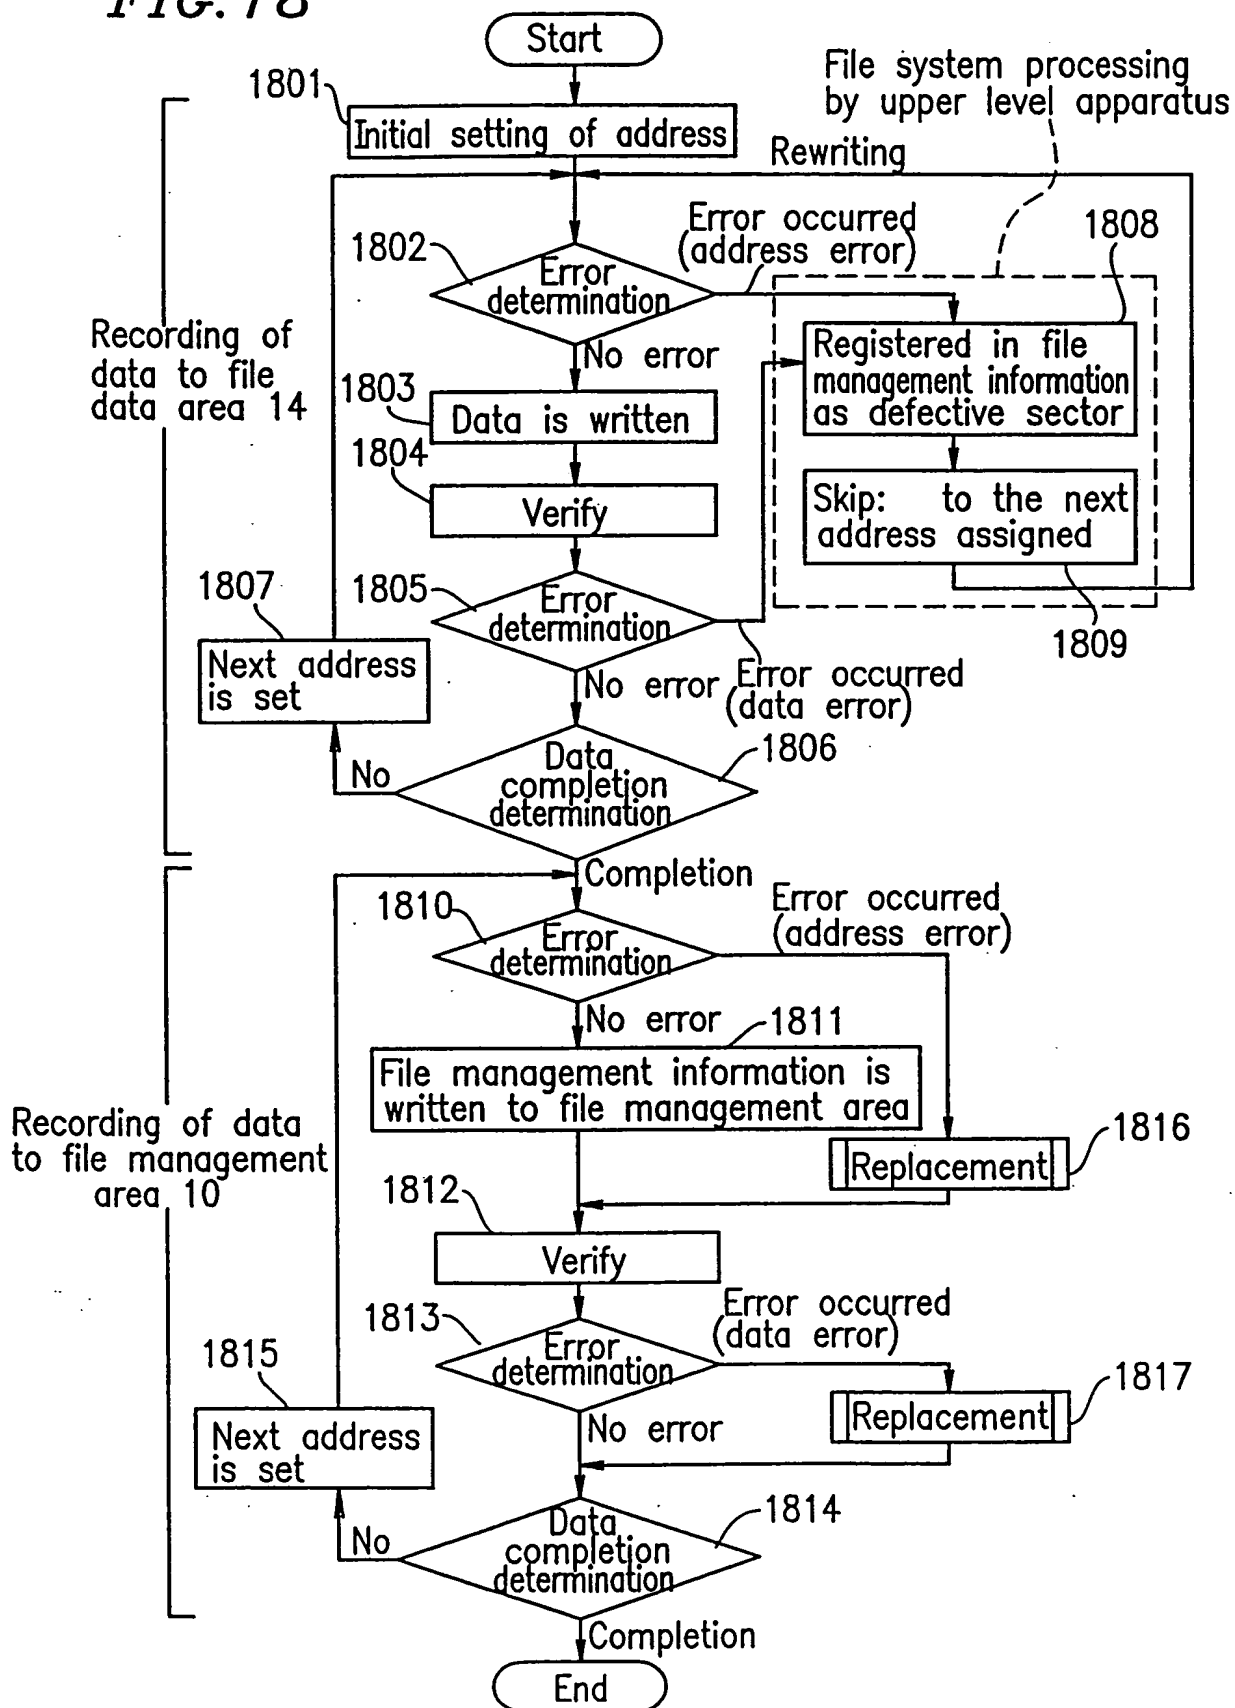 FIG. 18
Start
File system processing
by upper level apparatus
1801
Initial setting of address
Rewriting
Error occurred
(address error)
1808
1802
Error
determination
Recording of
data to file
data area 14
No error
Registered in file
management information
as defective sector
1803
Data is written
1804
Verify
Skip: to the next
address assigned
1807
1805
Error
determination
1809
Next address
is set
No error
Error occurred
(data error)
1806
No
Data
completion
determination
Completion
1810
Error occurred
(address error)
Error
determination
No error
1811
File management information is
written to file management area
Recording of data
to file management
area 10
1816
Replacement
1812
Verify
1813
Error occurred
(data error)
1815
Error
determination
1817
Replacement
Next address
is set
No error
1814
No
Data
completion
determination
Completion
End